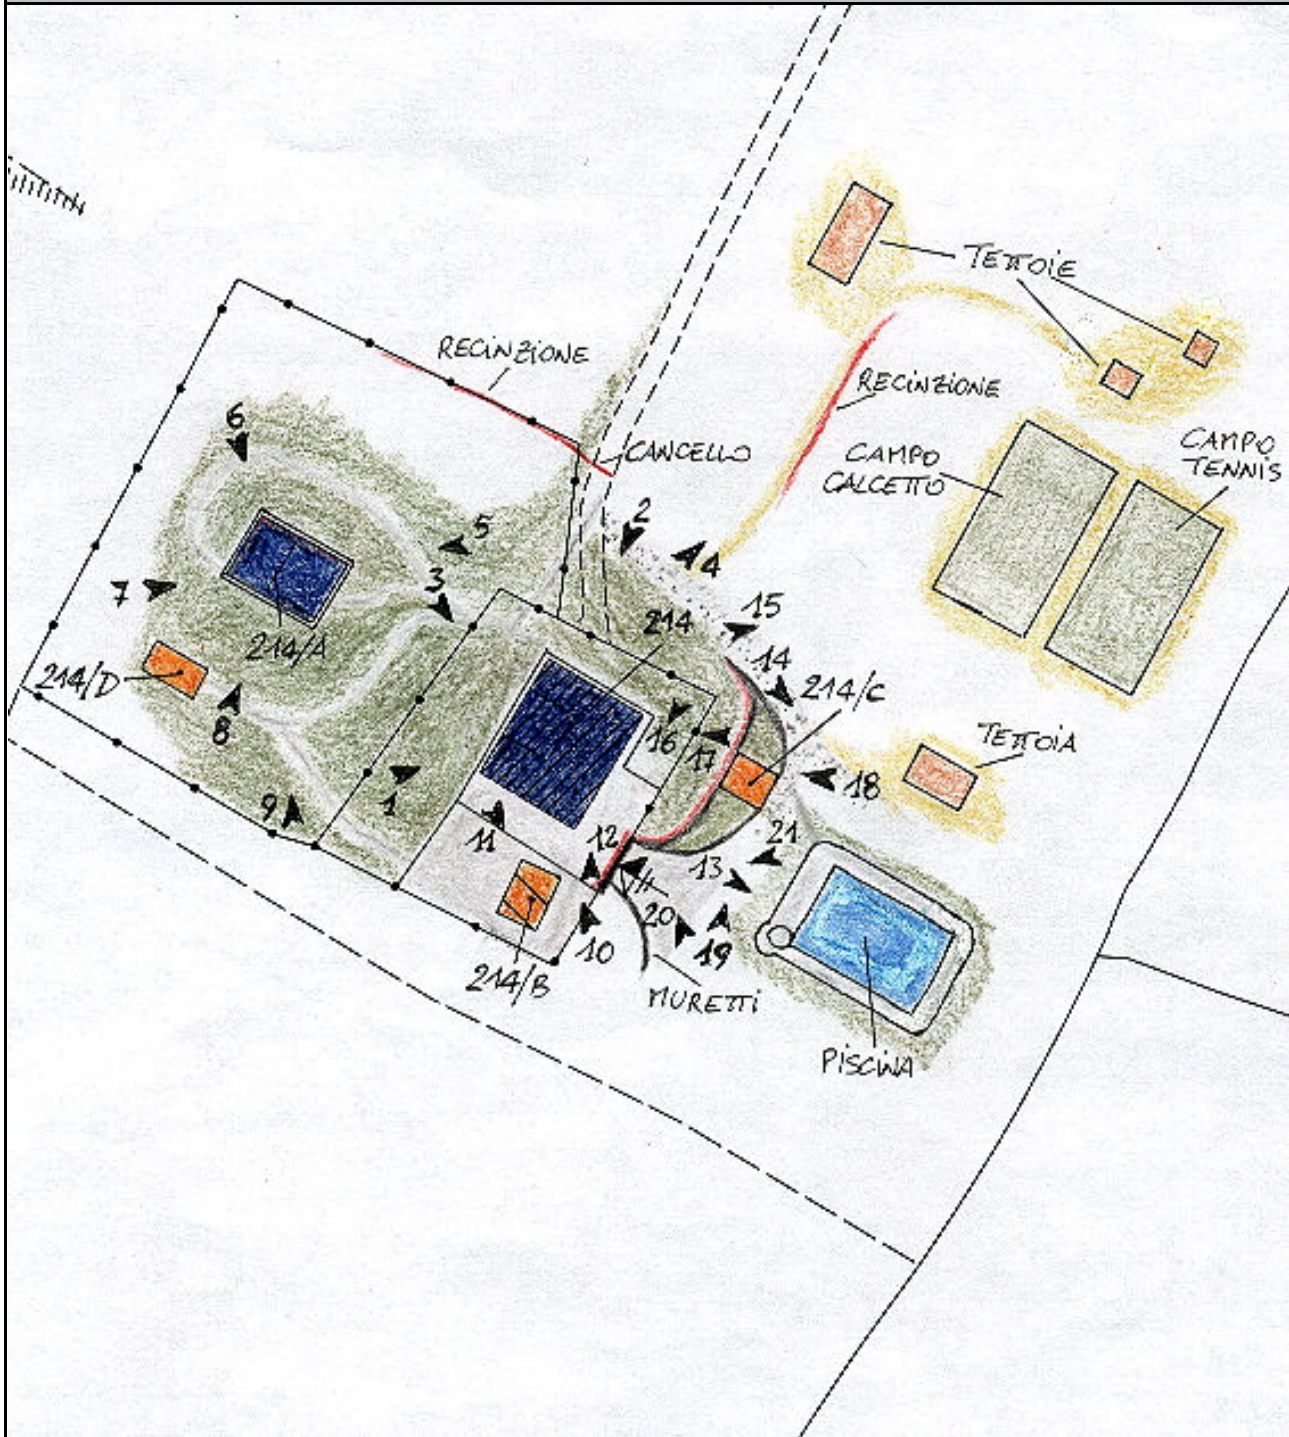 TETTOIE
RECINZIONE
RECINZIONE
CAMPO
TENNIS
6
CANCELLO
CAMPO
CALCETTO
2
5
4
3
7
15
214
214/A
14
214/D
214/C
8
16
17
TETTOIA
18
1
9
11
12
21
13
20
10
19
214/B
MURETTI
PISCINA